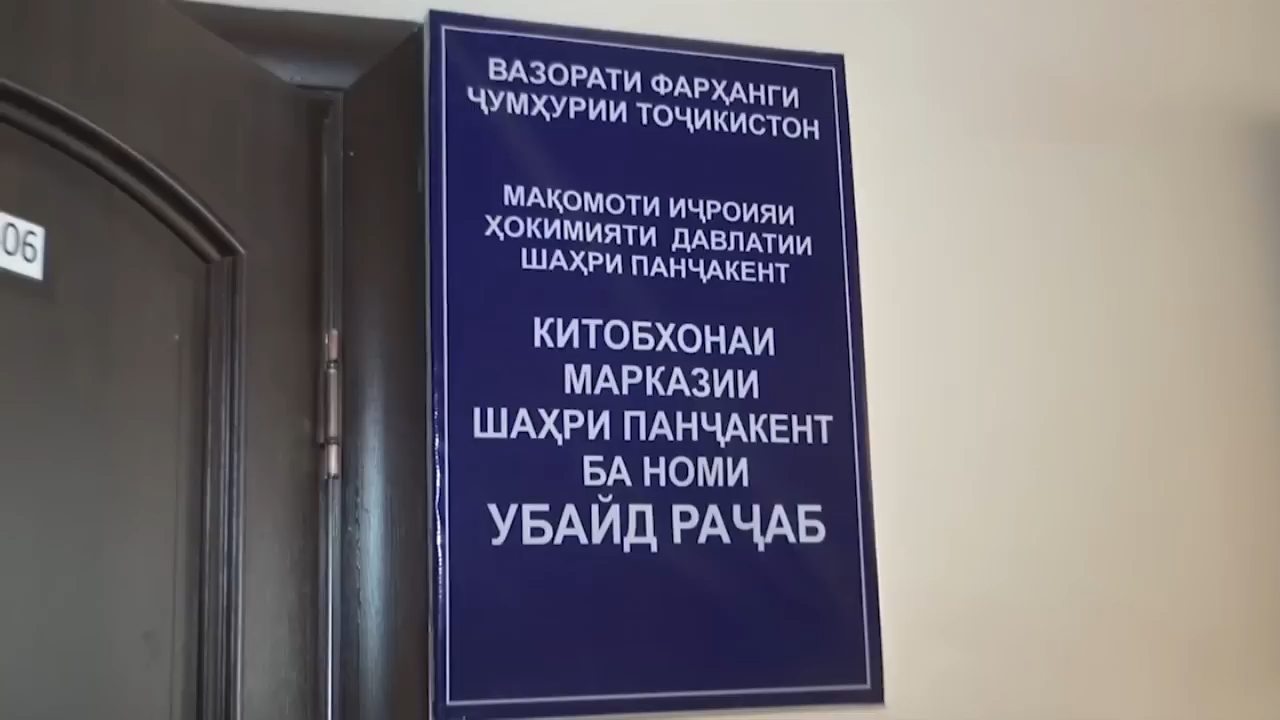 06
ВАЗОРАТИ ФАРҲАНГИ
ҶУМҲУРИИ ТОҶИКИСТОН
МАҚОМОТИ ИҶРОИЯИ
ҲОКИМИЯТИ ДАВЛАТИИ
ШАҲРИ ПАНҶАКЕНТ
КИТОБХОНАИ
МАРКАЗИИ
ШАҲРИ ПАНҶАКЕНТ
БА НОМИ
УБАЙД РАҶАБ